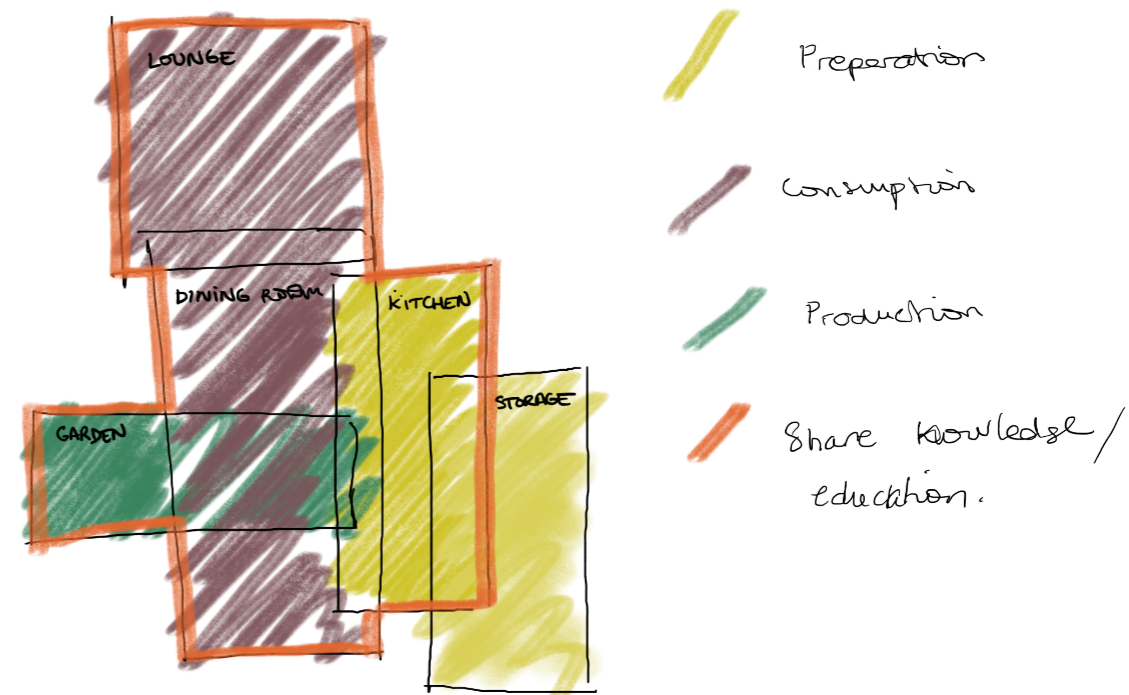 LOUNGE
DINING ROOM
KITCHEN
STORAGE
GARDEN
Preperation
Consumption
Production
Share knowledge/
education.